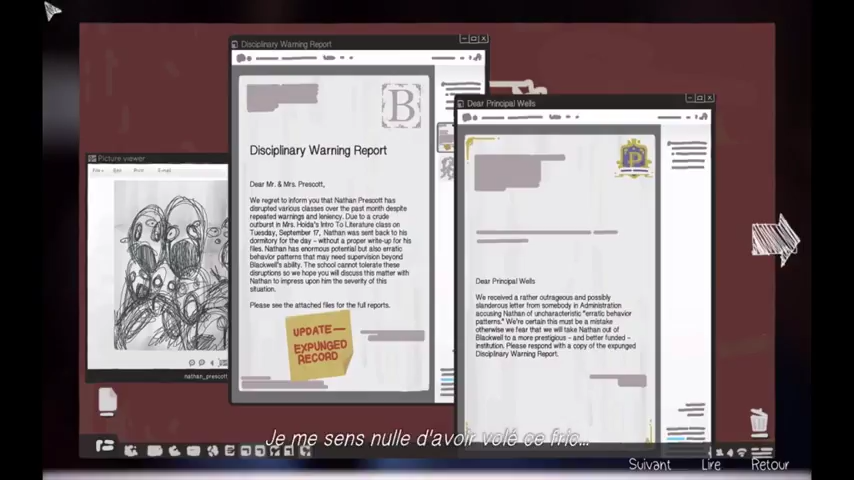 Disciplinary Warning Report
Dear Principal Wells
Picture viewer
B
Disciplinary Warning Report
Dear Mr. & Mrs. Prescott,
We regret to inform you that Nathan Prescott has
disrupted various classes over the past month despite
repeated warnings and leniency. Due to a crude
outburst in Mrs. Hoida's Intro To Literature class on
Tuesday, September 17, Nathan was sent back to his
dormitory for the day – without a proper write-up for his
files. Nathan has enormous potential but also erratic
behavior patterns that may need supervision beyond
Blackwell's ability. The school cannot tolerate these
disruptions so we hope you will discuss this matter with
Nathan to impress upon him the severity of this
situation.
Please see the attached files for the full reports.
UPDATE—
EXPUNGED
RECORD
P
Dear Principal Wells
We received a rather outrageous and possibly
slanderous letter from somebody in Administration
accusing Nathan of uncharacteristic "erratic behavior
patterns." We're certain this must be a mistake
otherwise we fear that we will take Nathan out of
Blackwell to a more prestigious – and better funded –
institution. Please respond with a copy of the expunged
Disciplinary Warning Report.
nathan_prescott
Je me sens nulle d'avoir volé ce fric...
Suivant Lire Retour